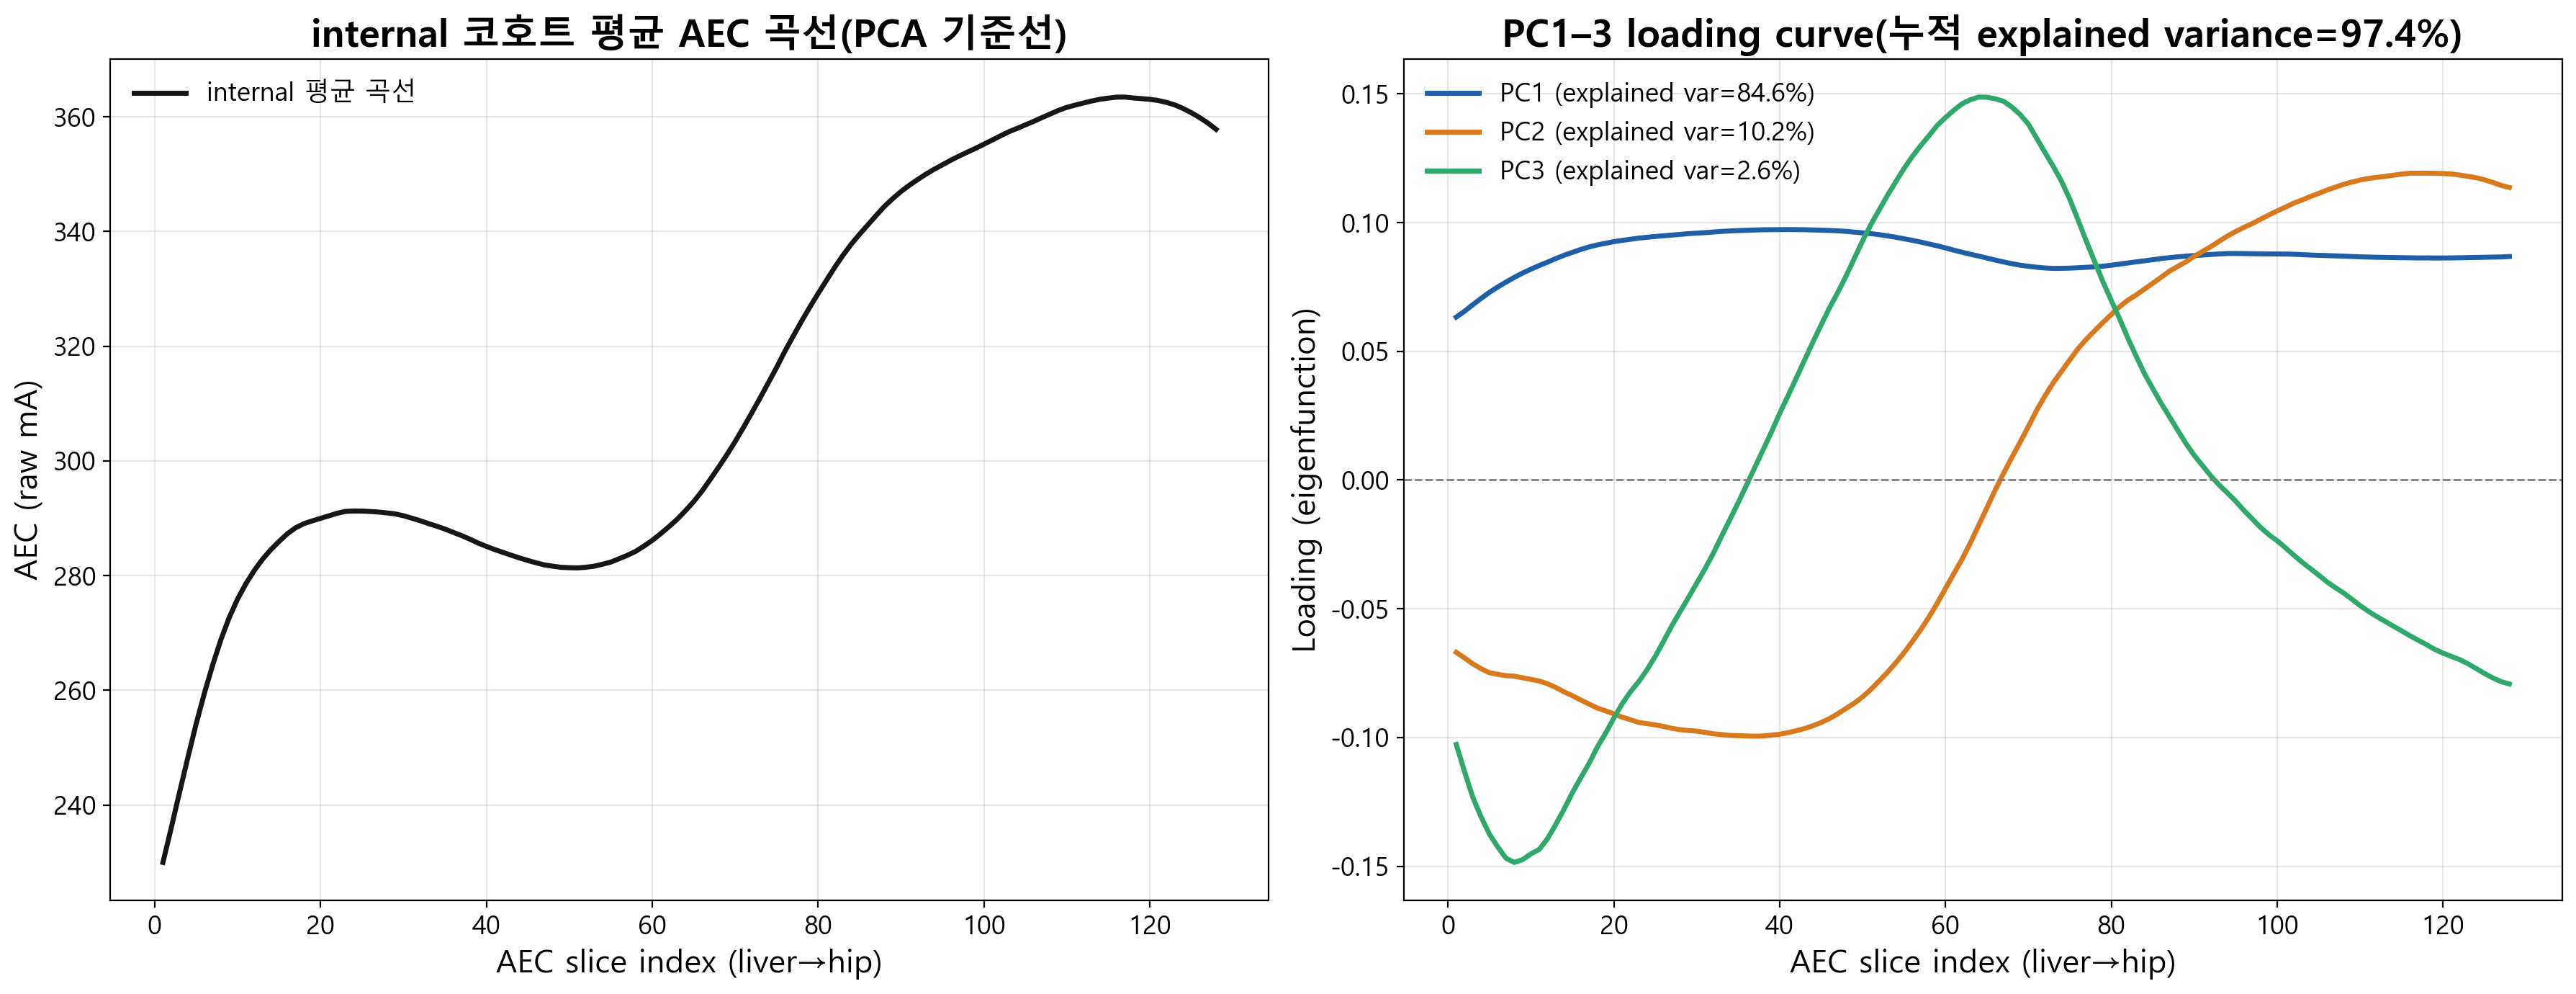 internal 코호트 평균 AEC 곡선(PCA 기준선)
internal 평균 곡선
AEC (raw mA)
360
340
320
300
280
260
240
0 20 40 60 80 100 120
AEC slice index (liver→hip)
PC1–3 loading curve(누적 explained variance=97.4%)
PC1 (explained var=84.6%)
PC2 (explained var=10.2%)
PC3 (explained var=2.6%)
Loading (eigenfunction)
0.15
0.10
0.05
0.00
-0.05
-0.10
-0.15
0 20 40 60 80 100 120
AEC slice index (liver→hip)